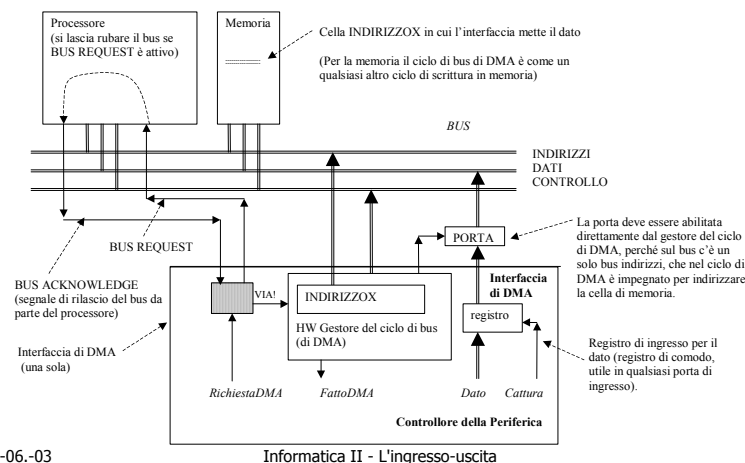 Processore
(si lascia rubare il bus se
BUS REQUEST è attivo)
Memoria
Cella INDIRIZZOX in cui l'interfaccia mette il dato
(Per la memoria il ciclo di bus di DMA è come un
qualsiasi altro ciclo di scrittura in memoria)
BUS
INDIRIZZI
DATI
CONTROLLO
BUS REQUEST
PORTA
La porta deve essere abilitata
direttamente dal gestore del ciclo
di DMA, perché sul bus c'è un
solo bus indirizzi, che nel ciclo di
DMA è impegnato per indirizzare
la cella di memoria.
BUS ACKNOWLEDGE
(segnale di rilascio del bus da
parte del processore)
VIA!
INDIRIZZOX
HW Gestore del ciclo di bus
(di DMA)
Interfaccia
di DMA
registro
Interfaccia di DMA
(una sola)
Registro di ingresso per il
dato (registro di comodo,
utile in qualsiasi porta di
ingresso).
RichiestaDMA
FattoDMA
Dato
Cattura
Controllore della Periferica
-06.-03
Informatica II - L'ingresso-uscita